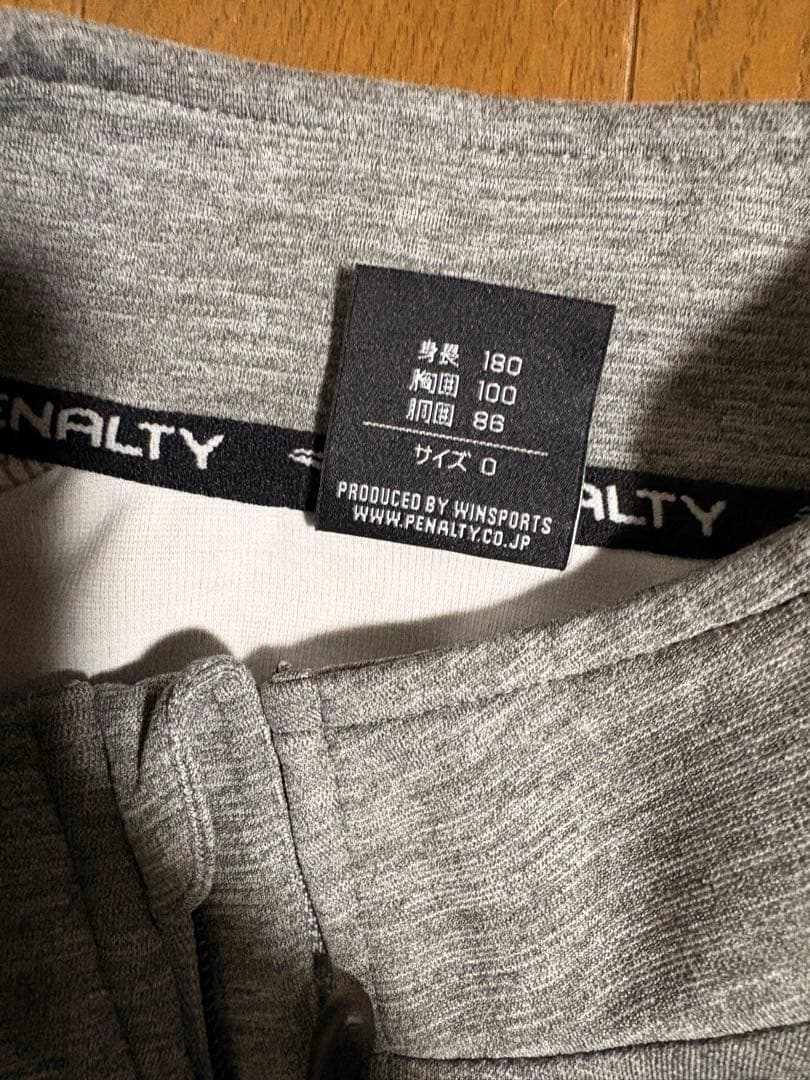 身長 180
胸囲 100
胴囲 86
サイズ O
PRODUCED BY WINSPORTS
WWW.PENALTY.CO.JP
ENALTY
ALTY